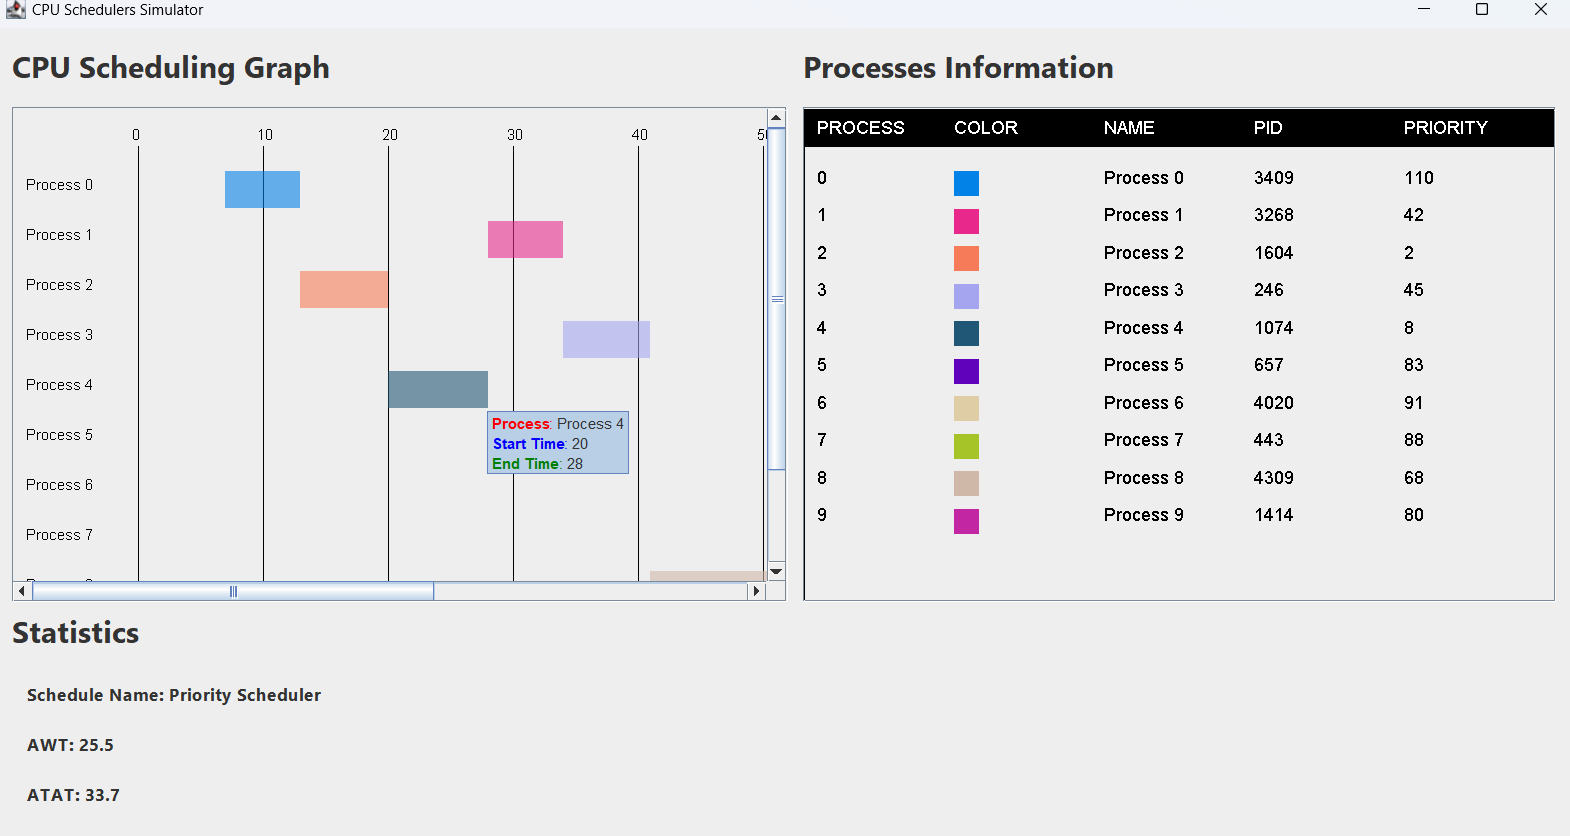 CPU Schedulers Simulator
CPU Scheduling Graph
0 10 20 30 40
Process 0
Process 1
Process 2
Process 3
Process 4
Process: Process 4
Start Time: 20
End Time: 28
Process 5
Process 6
Process 7
Processes Information
PROCESS COLOR NAME PID PRIORITY
0 Process 0 3409 110
1 Process 1 3268 42
2 Process 2 1604 2
3 Process 3 246 45
4 Process 4 1074 8
5 Process 5 657 83
6 Process 6 4020 91
7 Process 7 443 88
8 Process 8 4309 68
9 Process 9 1414 80
Statistics
Schedule Name: Priority Scheduler
AWT: 25.5
ATAT: 33.7